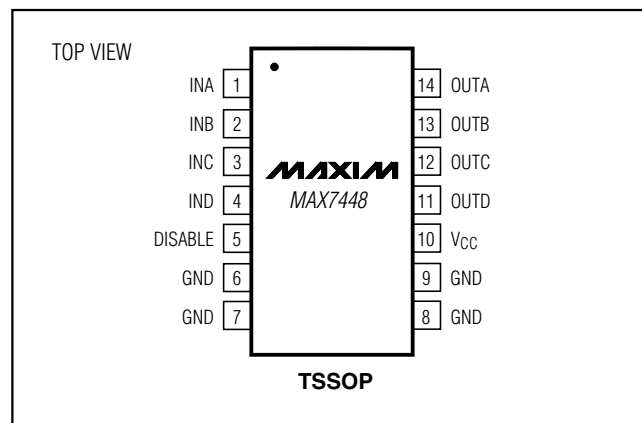 TOP VIEW
INA 1 14 OUTA
INB 2 13 OUTB
INC 3 12 OUTC
MAXIM
IND 4 MAX7448 11 OUTD
DISABLE 5 10 VCC
GND 6 9 GND
GND 7 8 GND
TSSOP